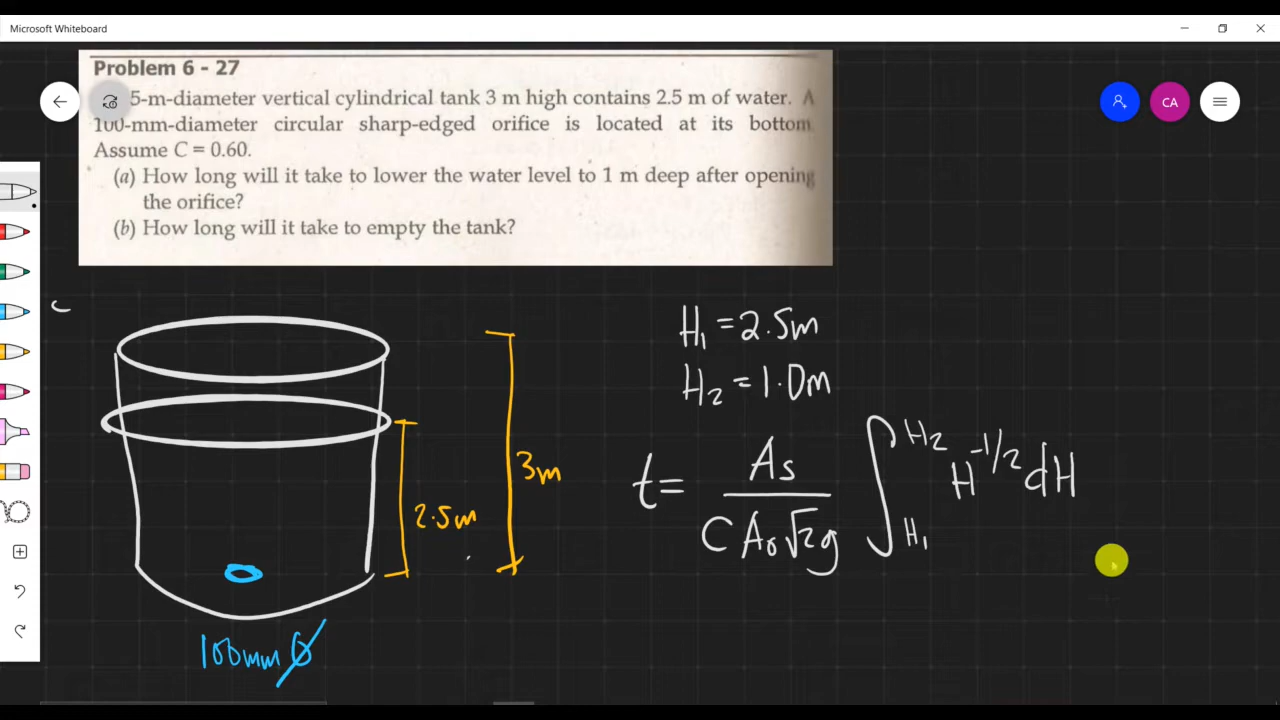 Microsoft Whiteboard
CA
Problem 6 - 27
5-m-diameter vertical cylindrical tank 3 m high contains 2.5 m of water. A
100-mm-diameter circular sharp-edged orifice is located at its bottom.
Assume C = 0.60.
(a) How long will it take to lower the water level to 1 m deep after opening
the orifice?
(b) How long will it take to empty the tank?
H₁ = 2.5m
H₂ = 1.0m
t = As / (C Ao √2g) ∫_{H₁}^{H₂} H^{-1/2} dH
3m
2.5m
100mm Ø